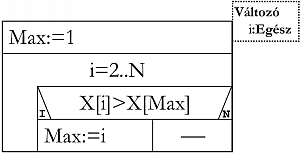 Változó
i:Egész
Max:=1
i=2..N
X[i]>X[Max]
I
N
Max:=i
—